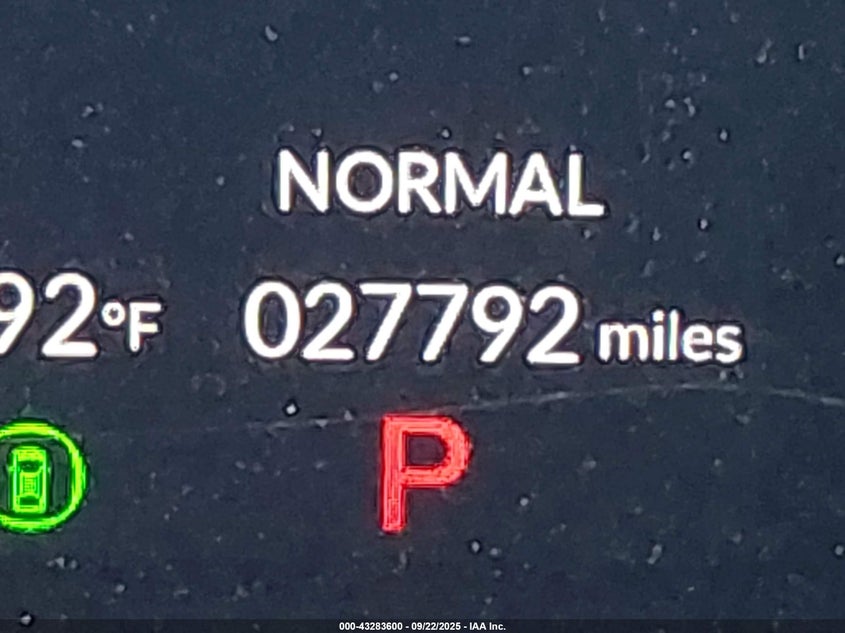 NORMAL
92°F 027792 miles
P
000-43283600 - 09/22/2025 - IAA Inc.